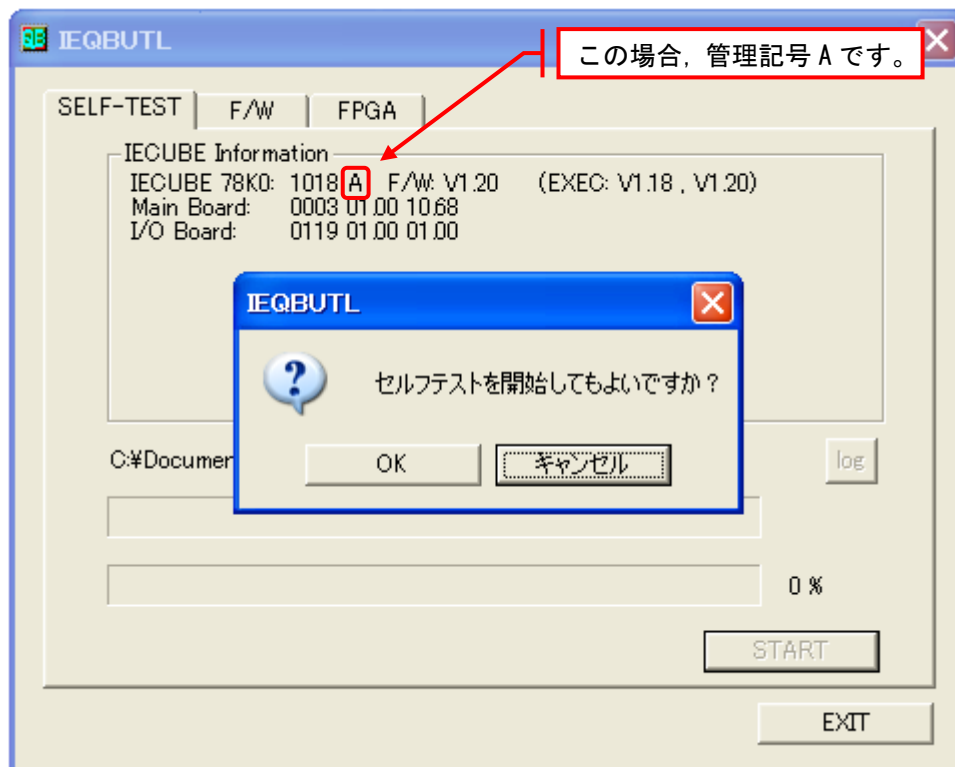 IEQBUTL
この場合，管理記号 A です。
SELF-TEST
F/W
FPGA
IECUBE Information
IECUBE 78K0: 1018 A F/W: V1.20 (EXEC: V1.18 , V1.20)
Main Board: 0003 01.00 10.68
I/O Board: 0119 01.00 01.00
IEQBUTL
セルフテストを開始してもよいですか？
OK
キャンセル
C:¥Documen
log
0 %
START
EXIT